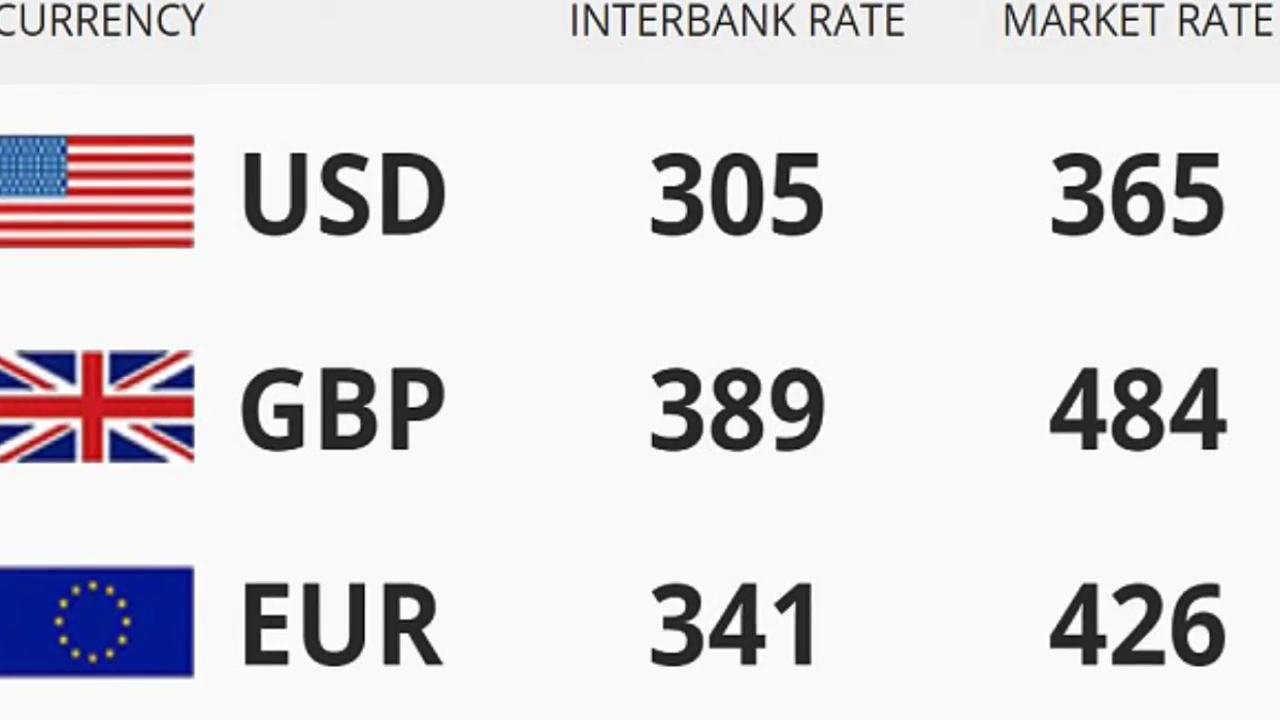 CURRENCY INTERBANK RATE MARKET RATE
USD 305 365
GBP 389 484
EUR 341 426